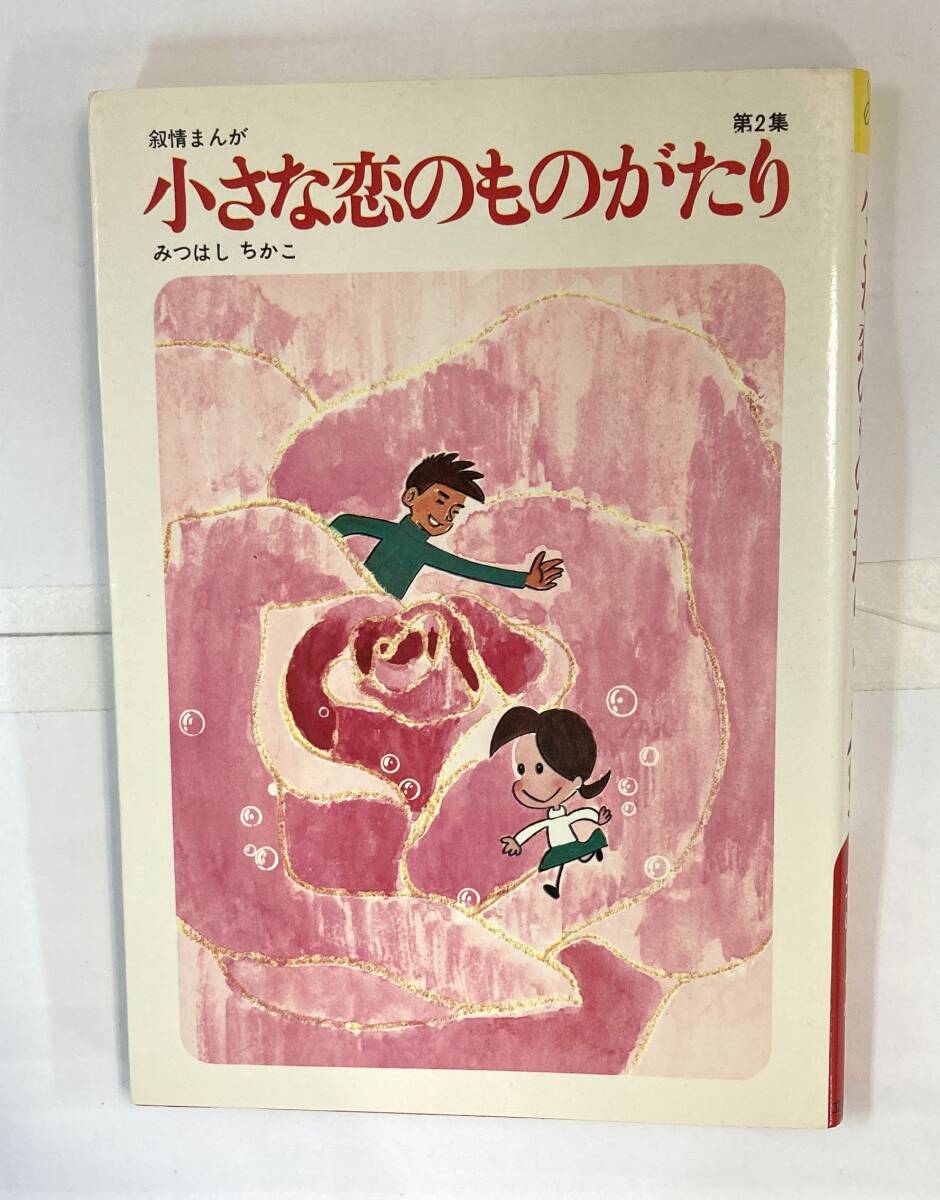 叙情まんが
第2集
小さな恋のものがたり
みつはし ちかこ